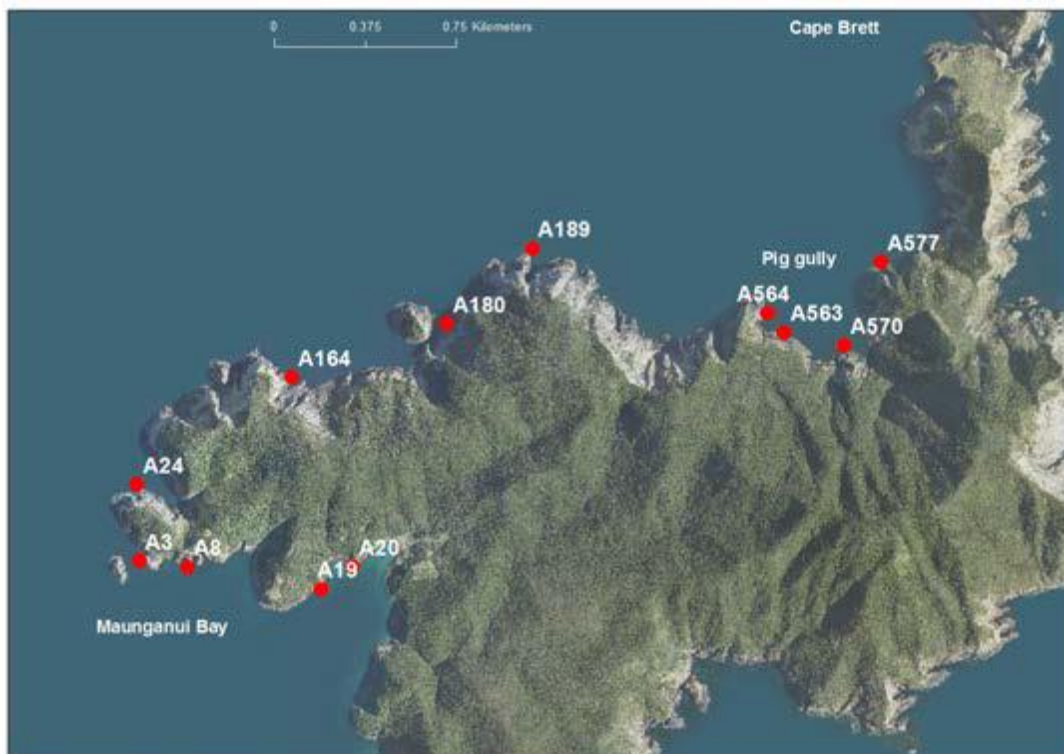 Cape Brett
0 0.375 0.75 Kilometers
A189
Pig gully
A577
A564
A563
A180
A570
A164
A24
A3
A8
A20
A19
Maunganui Bay